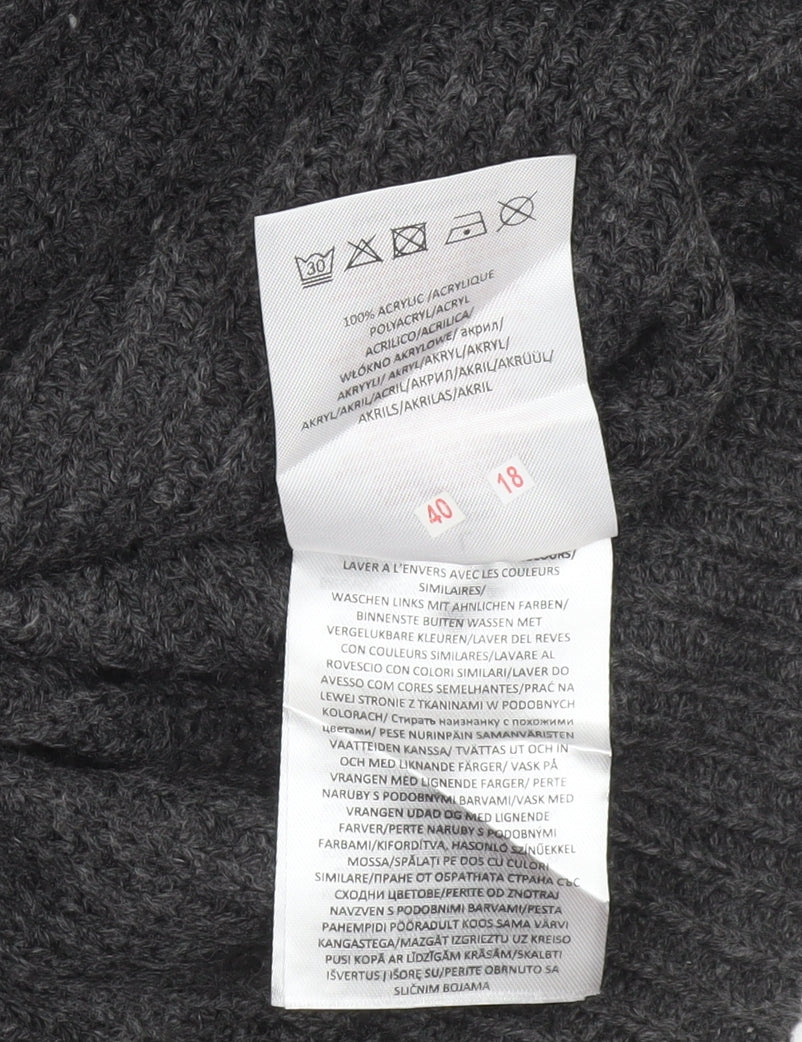 30
100% ACRYLIC /ACRYLIQUE
POLYACRYL/ACRYL
ACRILICO/ACRILICA/
WŁÓKNO AKRYLOWE/ акрил/
AKRYYLI/ AKRYL/AKRYL/AKRYL/
AKRYL/AKRIL/ACRIL/АКРИЛ/AKRIL/AKRÜÜL/
AKRILS/AKRILAS/AKRIL
40 18
LAVER A L'ENVERS AVEC LES COULEURS
SIMILAIRES/
WASCHEN LINKS MIT AHNLICHEN FARBEN/
BINNENSTE BUITEN WASSEN MET
VERGELUKBARE KLEUREN/LAVER DEL REVES
CON COULEURS SIMILARES/LAVARE AL
ROVESCIO CON COLORI SIMILARI/LAVER DO
AVESSO COM CORES SEMELHANTES/PRAĆ NA
LEWEJ STRONIE Z TKANINAMI W PODOBNYCH
KOLORACH/ Стирать наизнанку с похожими
цветами/ PESE NURINPÄIN SAMANVÄRISTEN
VAATTEIDEN KANSSA/ TVÄTTAS UT OCH IN
OCH MED LIKNANDE FÄRGER/ VASK PÅ
VRANGEN MED LIGNENDE FARGER/ PERTE
NARUBY S PODOBNÝMI BARVAMI/VASK MED
VRANGEN UDAD OG MED LIGNENDE
FARVER/PERTE NARUBY S PODOBNÝMI
FARBAMI/KIFORDÍTVA, HASONLÓ SZÍNŰEKKEL
MOSSA/SPĂLAȚI PE DOS CU CULORI
SIMILARE/ПРАНЕ ОТ ОБРАТНАТА СТРАНА СЪС
СХОДНИ ЦВЕТОВЕ/PERITE OD ZNOTRAJ
NAVZVEN S PODOBNIMI BARVAMI/PESTA
PAHEMPIDI PÖÖRADULT KOOS SAMA VÄRVI
KANGASTEGA/MAZGĀT IZGRIEZTU UZ KREISO
PUSI KOPĀ AR LĪDZĪGĀM KRĀSĀM/SKALBTI
IŠVERTUS Į IŠORĘ SU/PERITE OBRNUTO SA
SLIČNIM BOJAMA